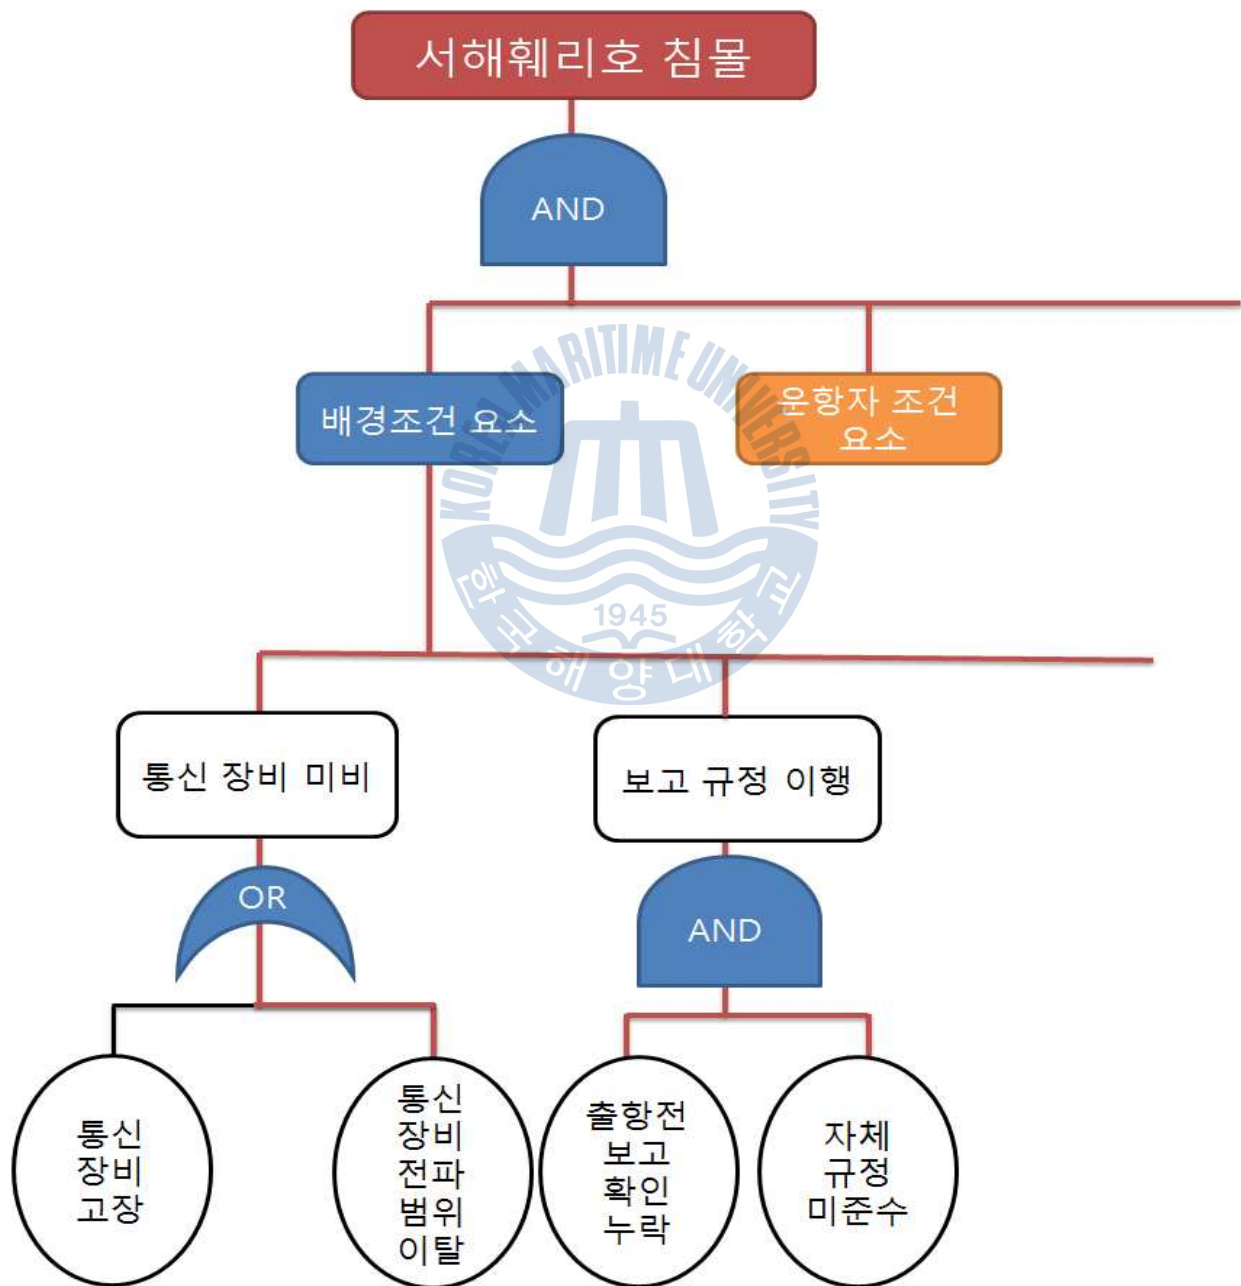 서해훼리호 침몰
AND
배경조건 요소
운항자 조건
요소
KOREA MARITIME UNIVERSITY
1945
한국해양대학교
통신 장비 미비
보고 규정 이행
OR
AND
통신
장비
고장
통신
장비
전파
범위
이탈
출항전
보고
확인
누락
자체
규정
미준수